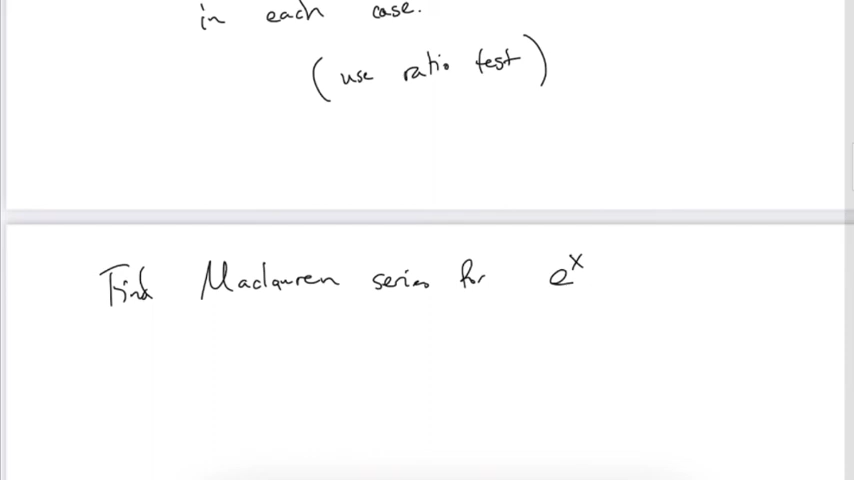 in each case.
(use ratio test)
Find Maclauren series for e^x